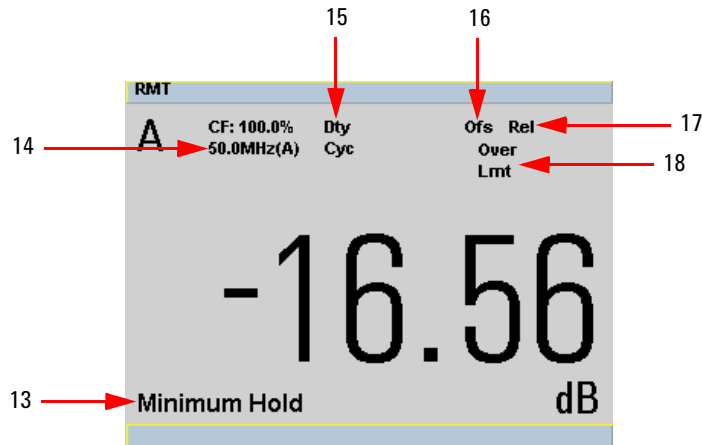 15
16
RMT
A
CF: 100.0%
Dty
Ofs Rel
17
14
50.0MHz(A)
Cyc
Over
18
Lmt
-16.56
13
Minimum Hold
dB